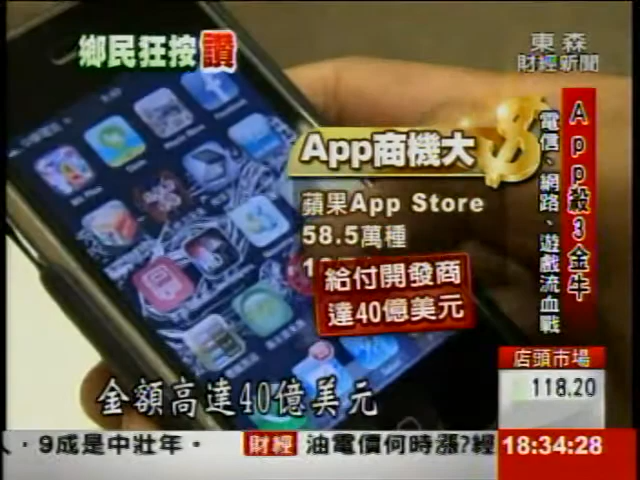 鄉民狂按讚
東森
財經新聞
App殺3金牛
電信、網路、遊戲流血戰
App商機大
蘋果App Store
58.5萬種
給付開發商
達40億美元
店頭市場
118.20
金額高達40億美元
人，9成是中壯年。
財經
油電價何時漲?經
18:34:28